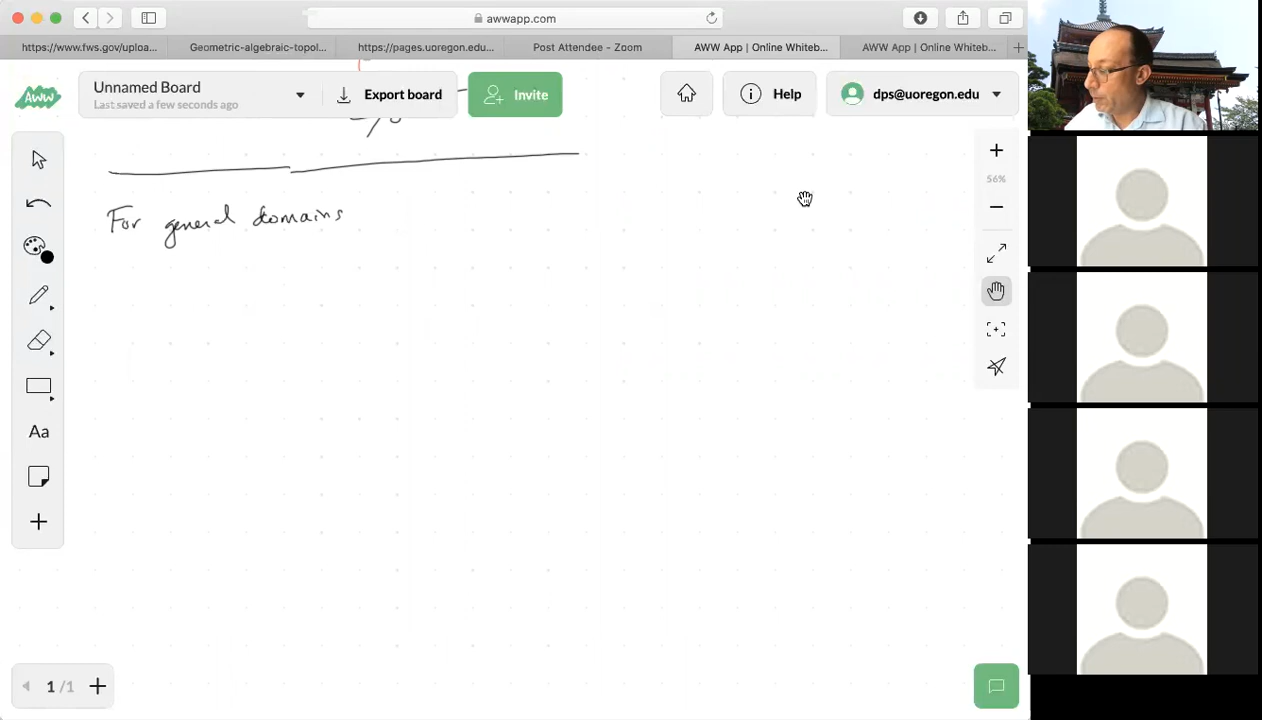 awwapp.com
https://www.fws.gov/uploa...
Geometric-algebraic-topol...
https://pages.uoregon.edu...
Post Attendee - Zoom
AWW App | Online Whiteb...
AWW App | Online Whiteb...
AWW
Unnamed Board
Last saved a few seconds ago
Export board
Invite
Help
dps@uoregon.edu
56%
For general domains
Aa
1 /1